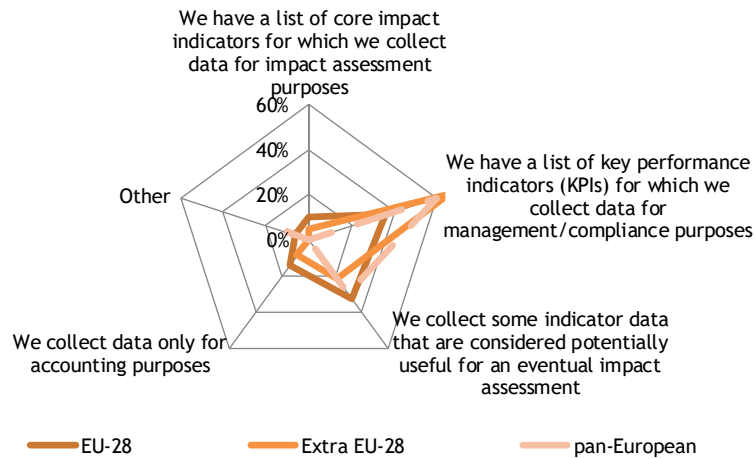 We have a list of core impact
indicators for which we collect
data for impact assessment
purposes
60%
40%
20%
0%
We have a list of key performance
indicators (KPIs) for which we
collect data for
management/compliance purposes
We collect some indicator data
that are considered potentially
useful for an eventual impact
assessment
We collect data only for
accounting purposes
Other
EU-28
Extra EU-28
pan-European